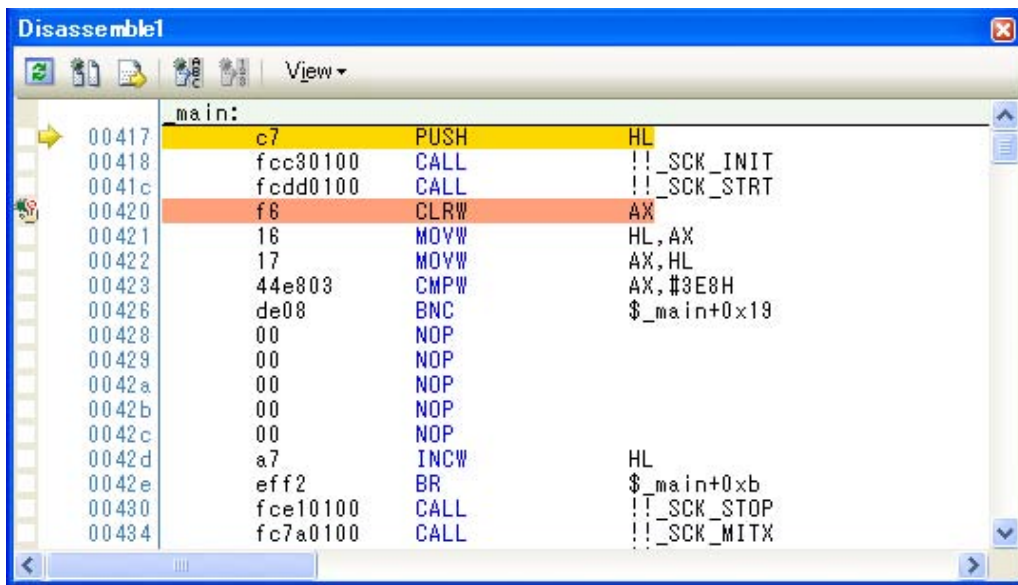 Disassemble1
View
_main:
00417 c7 PUSH HL
00418 fcc30100 CALL !!_SCK_INIT
0041c fcdd0100 CALL !!_SCK_STRT
00420 f6 CLRW AX
00421 16 MOVW HL,AX
00422 17 MOVW AX,HL
00423 44e803 CMPW AX,#3E8H
00426 de08 BNC $_main+0x19
00428 00 NOP
00429 00 NOP
0042a 00 NOP
0042b 00 NOP
0042c 00 NOP
0042d a7 INCW HL
0042e eff2 BR $_main+0xb
00430 fce10100 CALL !!_SCK_STOP
00434 fc7a0100 CALL !!_SCK_MITX